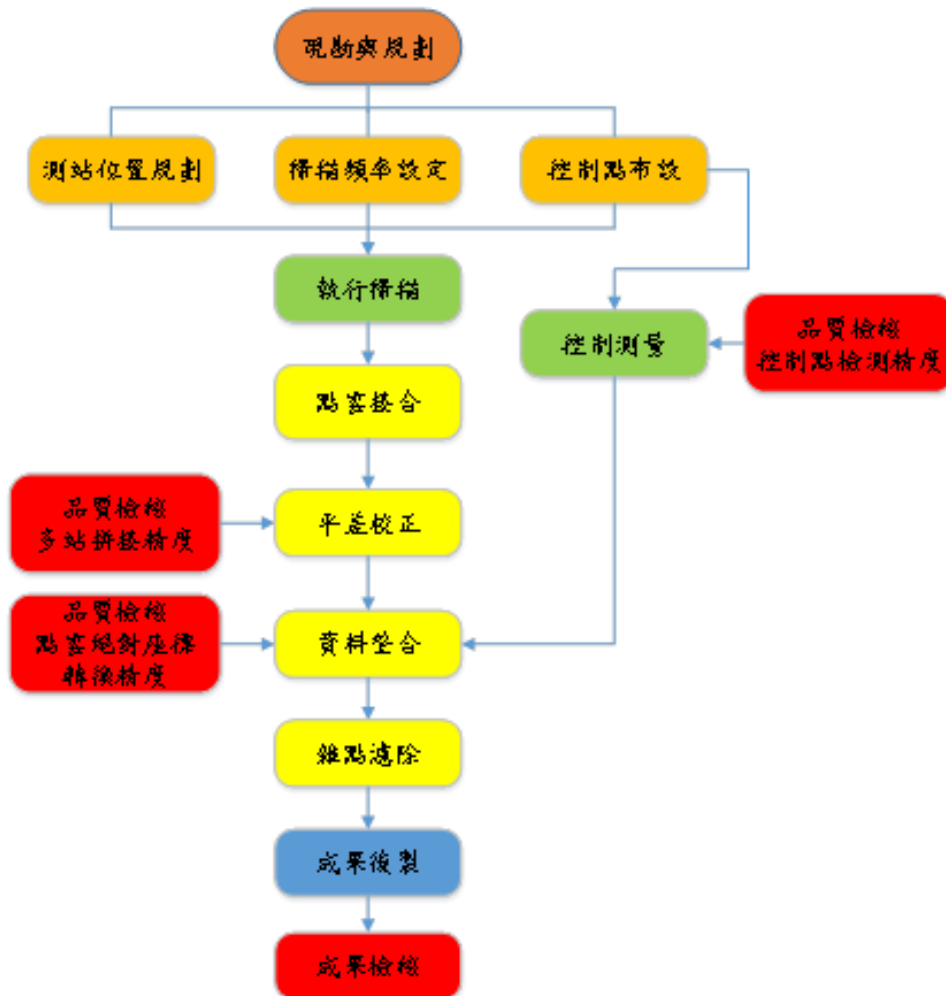 現勘與規劃
測站位置規劃
掃描頻率設定
控制點布設
執行掃描
控制測量
品質檢核
控制點檢測精度
點雲接合
品質檢核
多站拼接精度
平差校正
品質檢核
點雲絕對座標
轉換精度
資料整合
雜點濾除
成果後製
成果檢核